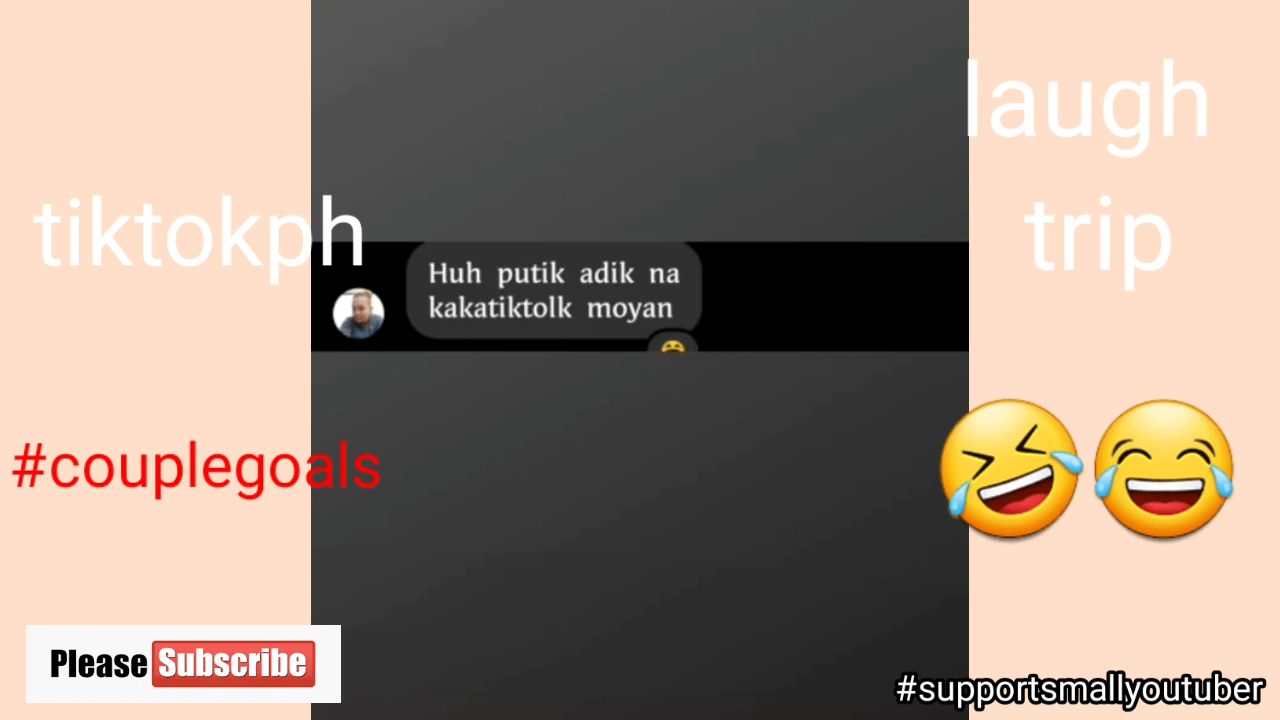 laugh
trip
tiktokph
Huh putik adik na
kakatiktolk moyan
#couplegoals
Please Subscribe
#supportsmallyoutuber